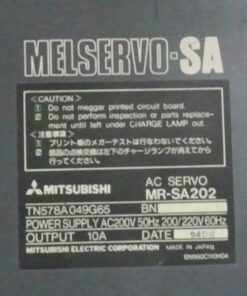 MELSERVO-SA
<CAUTION>
① Do not meggar printed circuit board.
② Do not perform inspection or parts replace-
ment until left under CHARGE LAMP out.
<注意事項>
① プリント板のメガーテストは行なわないでください。
② 部品の点検交換は左下のチャージランプが消えてから
行ってください。
MITSUBISHI
AC SERVO
MR-SA202
TN578A049G65 BN
POWER SUPPLY AC200V 50Hz 200/220V 60Hz
OUTPUT 10A DATE
MITSUBISHI ELECTRIC CORPORATION MADE IN JAPAN